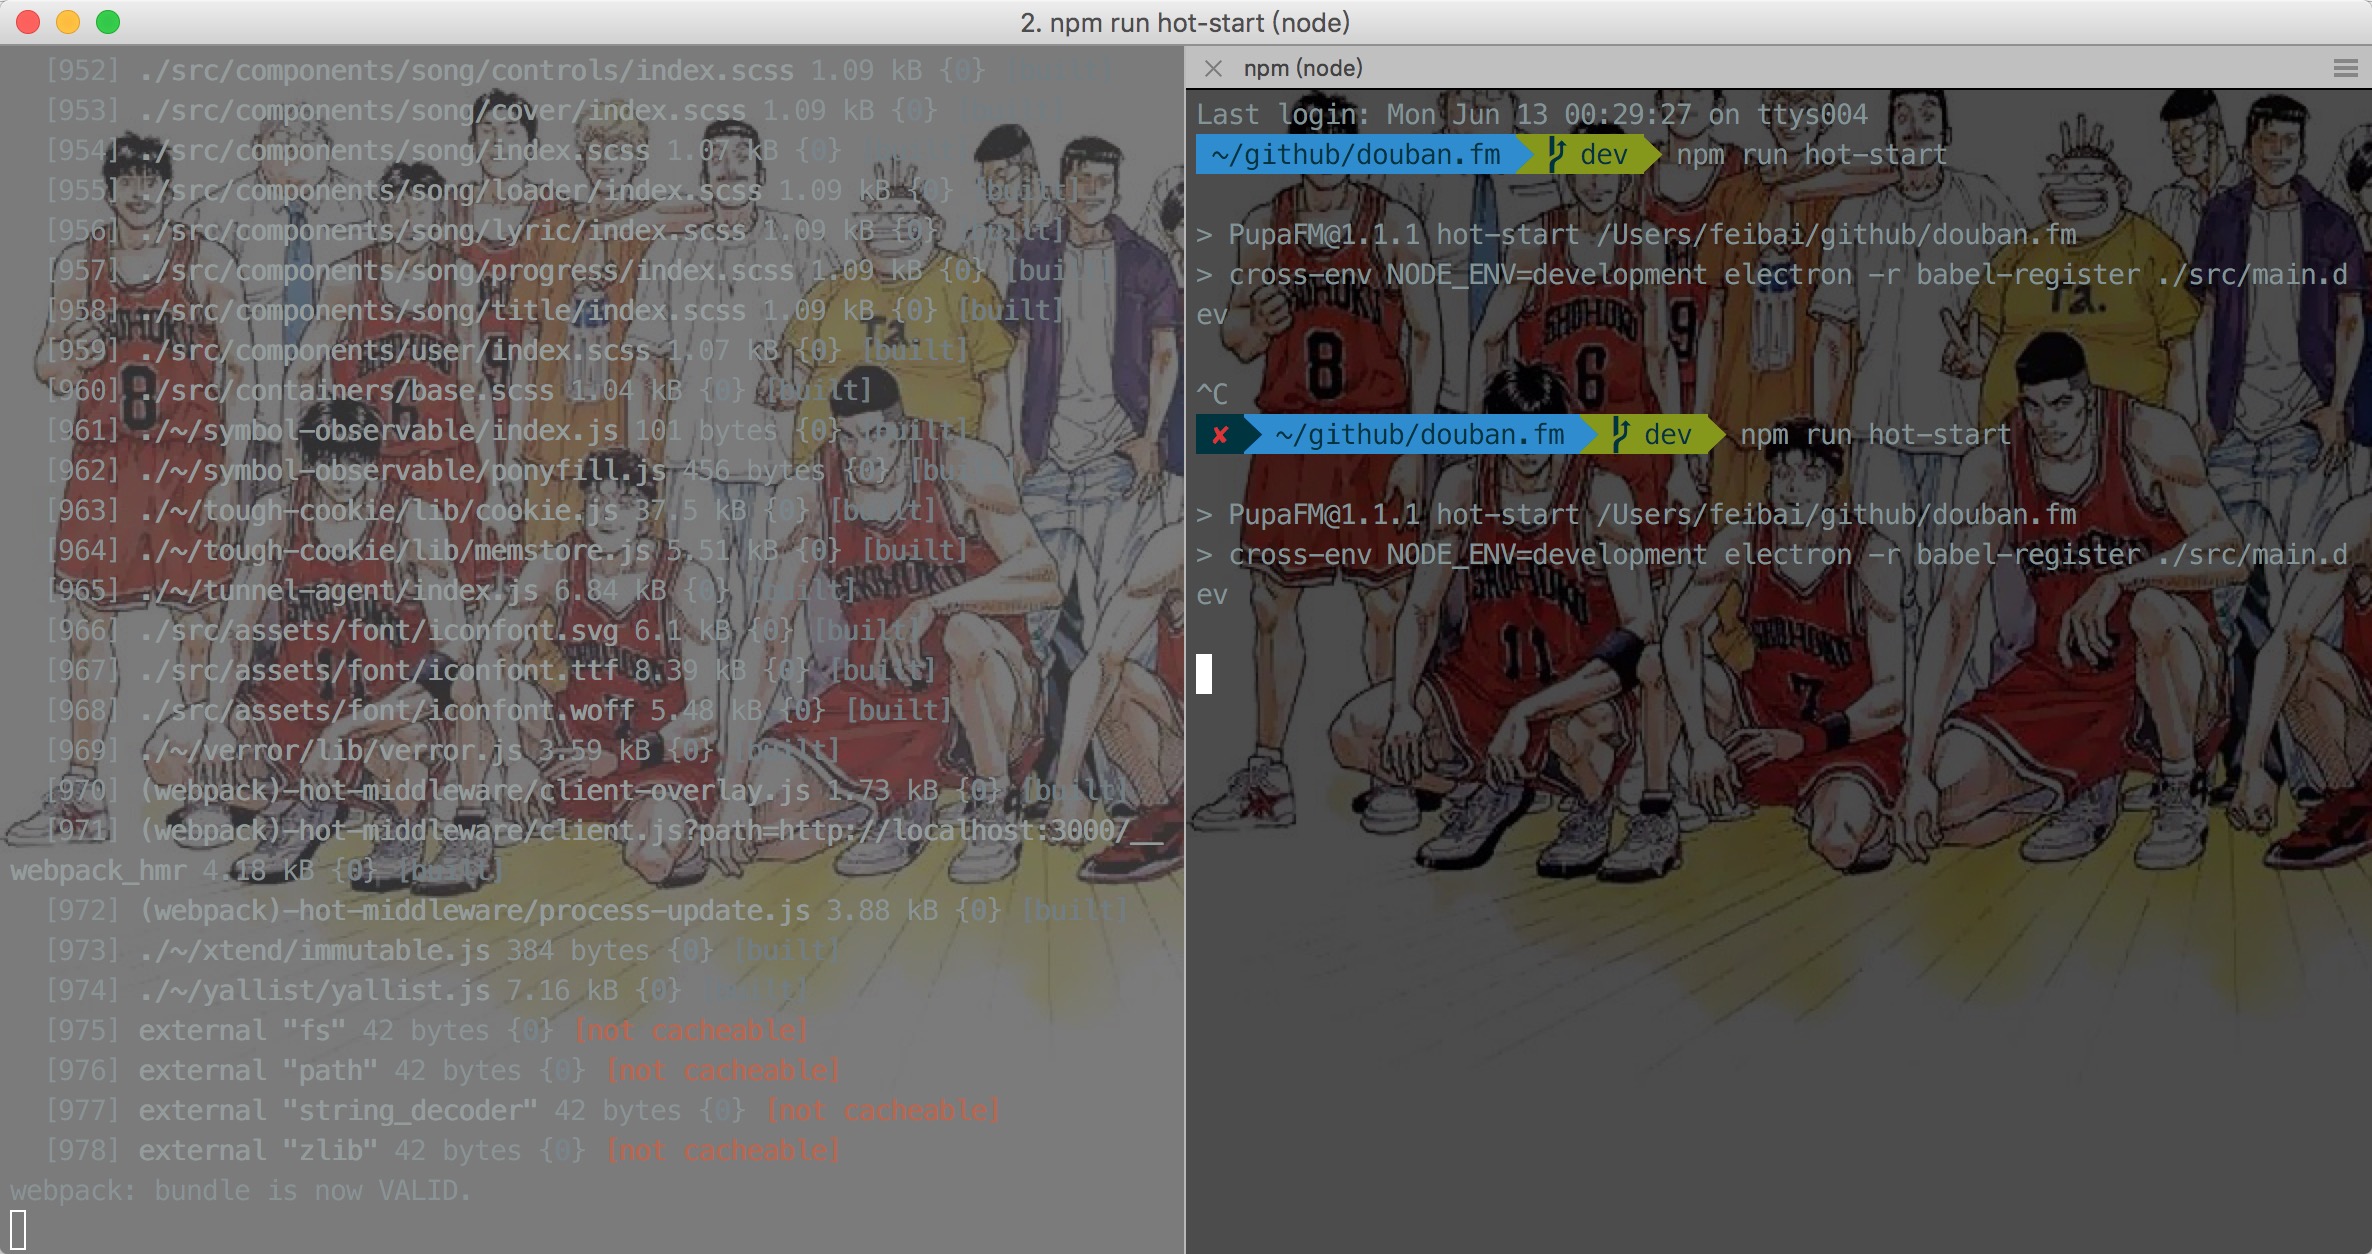 2. npm run hot-start (node)
[952] ./src/components/song/controls/index.scss 1.09 kB {0} [built]
[953] ./src/components/song/cover/index.scss 1.09 kB {0} [built]
[954] ./src/components/song/index.scss 1.07 kB {0} [built]
[955] ./src/components/song/loader/index.scss 1.09 kB {0} [built]
[956] ./src/components/song/lyric/index.scss 1.09 kB {0} [built]
[957] ./src/components/song/progress/index.scss 1.09 kB {0} [built]
[958] ./src/components/song/title/index.scss 1.09 kB {0} [built]
[959] ./src/components/user/index.scss 1.07 kB {0} [built]
[960] ./src/containers/base.scss 1.04 kB {0} [built]
[961] ./~/symbol-observable/index.js 101 bytes {0} [built]
[962] ./~/symbol-observable/ponyfill.js 456 bytes {0} [built]
[963] ./~/tough-cookie/lib/cookie.js 37.5 kB {0} [built]
[964] ./~/tough-cookie/lib/memstore.js 5.51 kB {0} [built]
[965] ./~/tunnel-agent/index.js 6.84 kB {0} [built]
[966] ./src/assets/font/iconfont.svg 6.1 kB {0} [built]
[967] ./src/assets/font/iconfont.ttf 8.39 kB {0} [built]
[968] ./src/assets/font/iconfont.woff 5.48 kB {0} [built]
[969] ./~/verror/lib/verror.js 3.59 kB {0} [built]
[970] (webpack)-hot-middleware/client-overlay.js 1.73 kB {0} [built]
[971] (webpack)-hot-middleware/client.js?path=http://localhost:3000/__
webpack_hmr 4.18 kB {0} [built]
[972] (webpack)-hot-middleware/process-update.js 3.88 kB {0} [built]
[973] ./~/xtend/immutable.js 384 bytes {0} [built]
[974] ./~/yallist/yallist.js 7.16 kB {0} [built]
[975] external "fs" 42 bytes {0} [not cacheable]
[976] external "path" 42 bytes {0} [not cacheable]
[977] external "string_decoder" 42 bytes {0} [not cacheable]
[978] external "zlib" 42 bytes {0} [not cacheable]
webpack: bundle is now VALID.
npm (node)
Last login: Mon Jun 13 00:29:27 on ttys004
~/github/douban.fm dev npm run hot-start
> PupaFM@1.1.1 hot-start /Users/feibai/github/douban.fm
> cross-env NODE_ENV=development electron -r babel-register ./src/main.d
ev
^C
✘ ~/github/douban.fm dev npm run hot-start
> PupaFM@1.1.1 hot-start /Users/feibai/github/douban.fm
> cross-env NODE_ENV=development electron -r babel-register ./src/main.d
ev